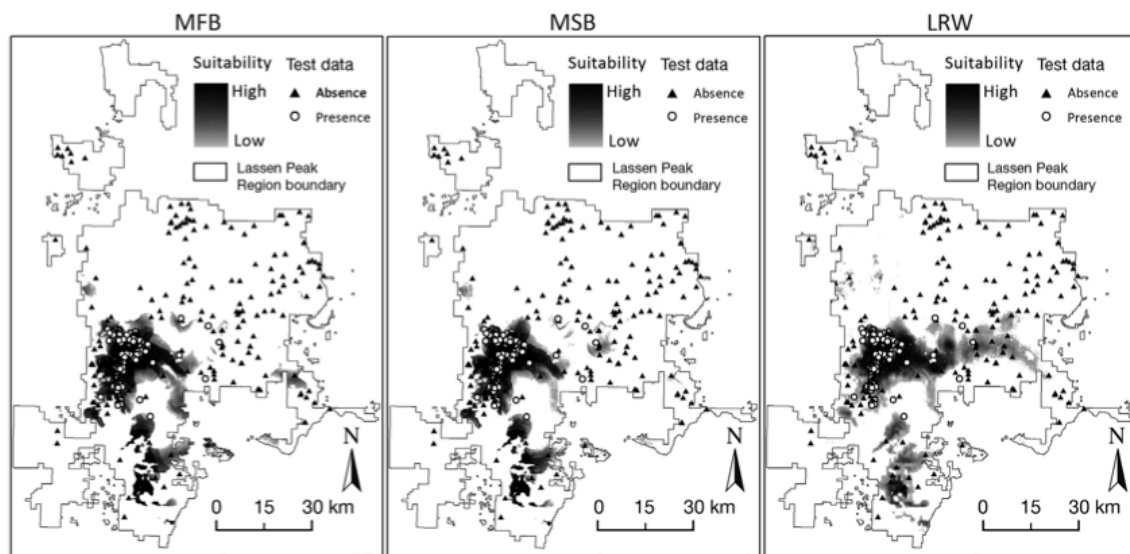 MFB
MSB
LRW
Suitability Test data
High Absence
Presence
Low
Lassen Peak
Region boundary
N
0 15 30 km
Suitability Test data
High Absence
Presence
Low
Lassen Peak
Region boundary
N
0 15 30 km
Suitability Test data
High Absence
Presence
Low
Lassen Peak
Region boundary
N
0 15 30 km